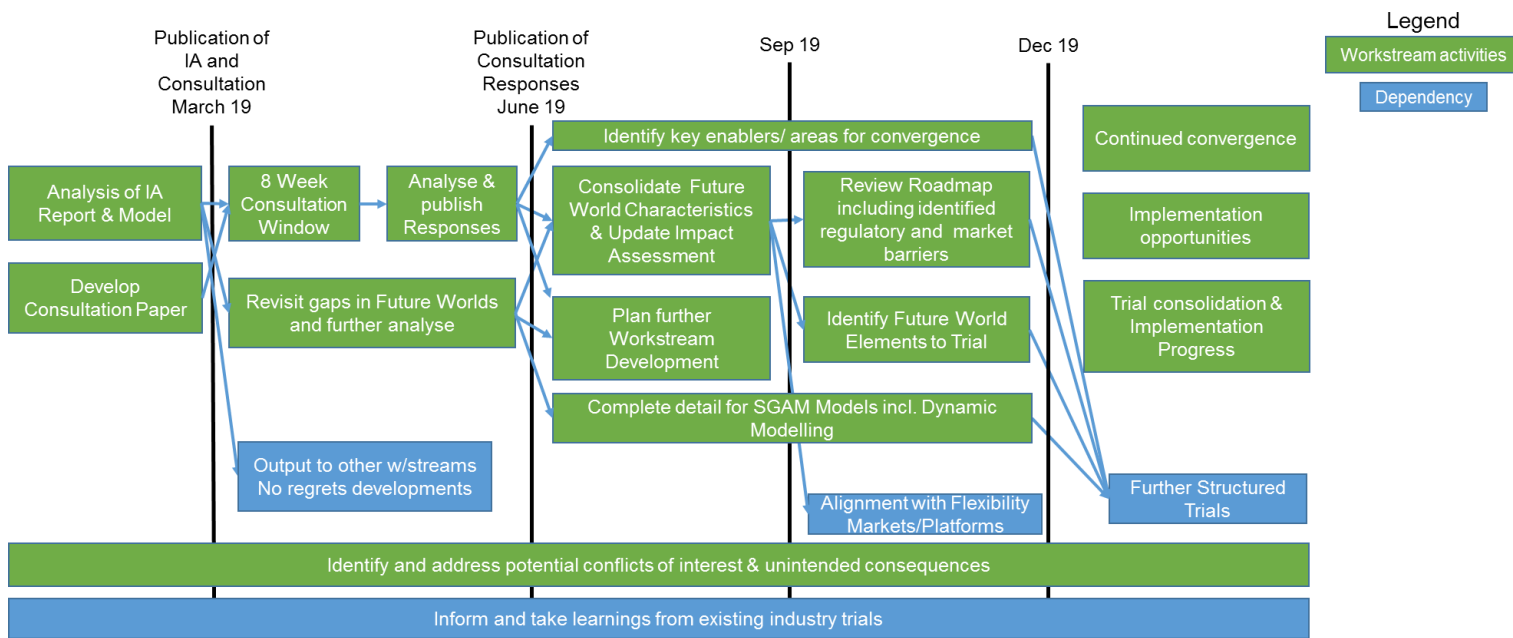 Publication of
IA and
Consultation
March 19
Publication of
Consultation
Responses
June 19
Sep 19
Dec 19
Legend
Workstream activities
Dependency
Identify key enablers/ areas for convergence
Continued convergence
Analysis of IA
Report & Model
8 Week
Consultation
Window
Analyse &
publish
Responses
Consolidate Future
World Characteristics
& Update Impact
Assessment
Review Roadmap
including identified
regulatory and market
barriers
Implementation
opportunities
Develop
Consultation Paper
Revisit gaps in Future Worlds
and further analyse
Plan further
Workstream
Development
Identify Future World
Elements to Trial
Trial consolidation &
Implementation
Progress
Complete detail for SGAM Models incl. Dynamic
Modelling
Output to other w/streams
No regrets developments
Alignment with Flexibility
Markets/Platforms
Further Structured
Trials
Identify and address potential conflicts of interest & unintended consequences
Inform and take learnings from existing industry trials